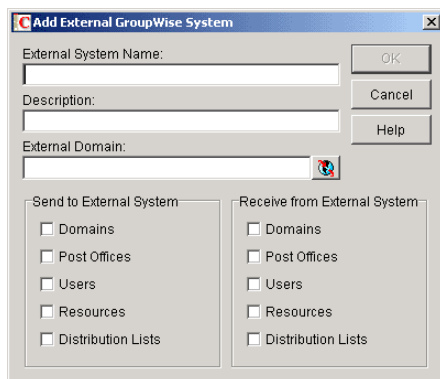 Add External GroupWise System
External System Name:
OK
Description:
Cancel
Help
External Domain:
Send to External System
Domains
Post Offices
Users
Resources
Distribution Lists
Receive from External System
Domains
Post Offices
Users
Resources
Distribution Lists